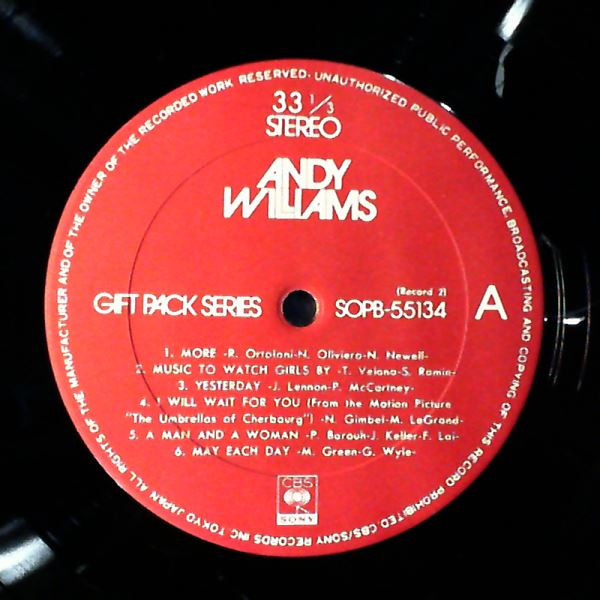 ALL RIGHTS OF THE MANUFACTURER AND OF THE OWNER OF THE RECORDED WORK RESERVED. UNAUTHORIZED PUBLIC PERFORMANCE, BROADCASTING AND COPYING OF THIS RECORD PROHIBITED. CBS/SONY RECORDS INC TOKYO JAPAN
33 1/3
STEREO
ANDY
WILLIAMS
(Record 2)
GIFT PACK SERIES SOPB-55134 A
1. MORE -R. Ortolani-N. Oliviero-N. Newell-
2. MUSIC TO WATCH GIRLS BY -T. Velona-S. Ramin-
3. YESTERDAY -J. Lennon-P. McCartney-
4. I WILL WAIT FOR YOU (From the Motion Picture
"The Umbrellas of Cherbourg") -N. Gimbel-M. LeGrand-
5. A MAN AND A WOMAN -P. Barouh-J. Keller-F. Lai-
6. MAY EACH DAY -M. Green-G. Wyle-
CBS
SONY